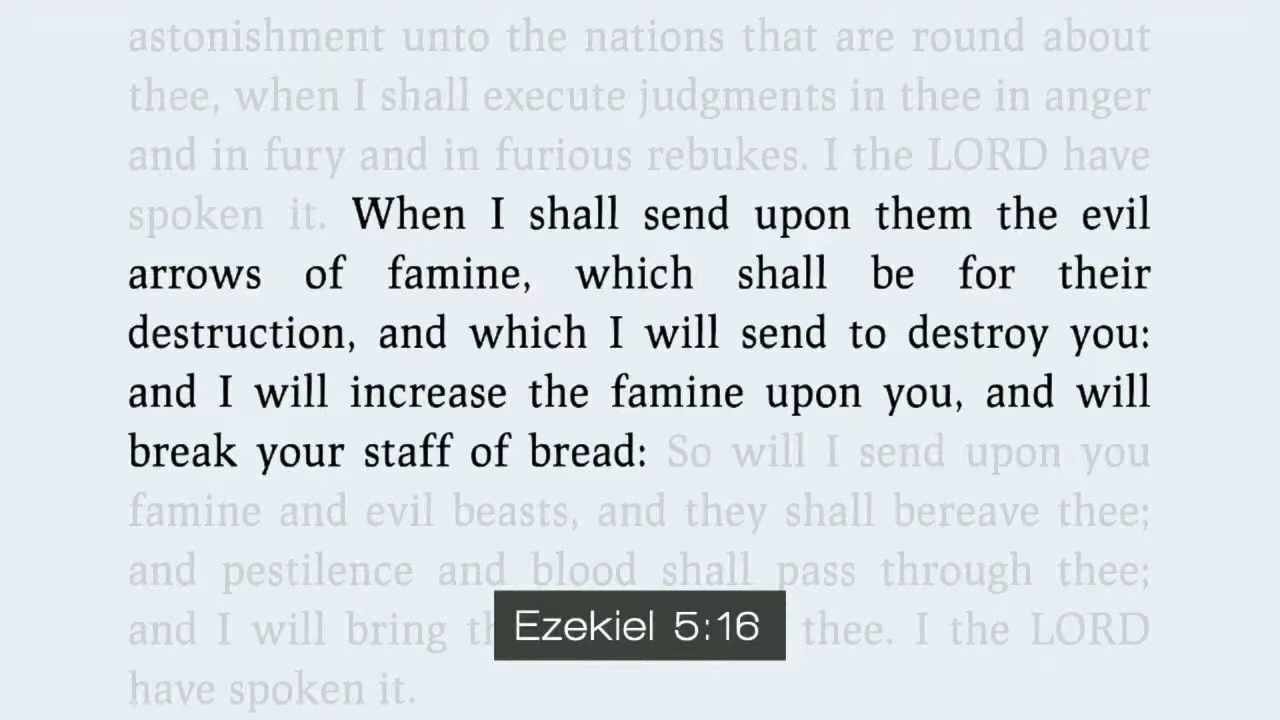 astonishment unto the nations that are round about
thee, when I shall execute judgments in thee in anger
and in fury and in furious rebukes. I the LORD have
spoken it. When I shall send upon them the evil
arrows of famine, which shall be for their
destruction, and which I will send to destroy you:
and I will increase the famine upon you, and will
break your staff of bread: So will I send upon you
famine and evil beasts, and they shall bereave thee;
and pestilence and blood shall pass through thee;
and I will bring thee. I the LORD
have spoken it.
Ezekiel 5:16